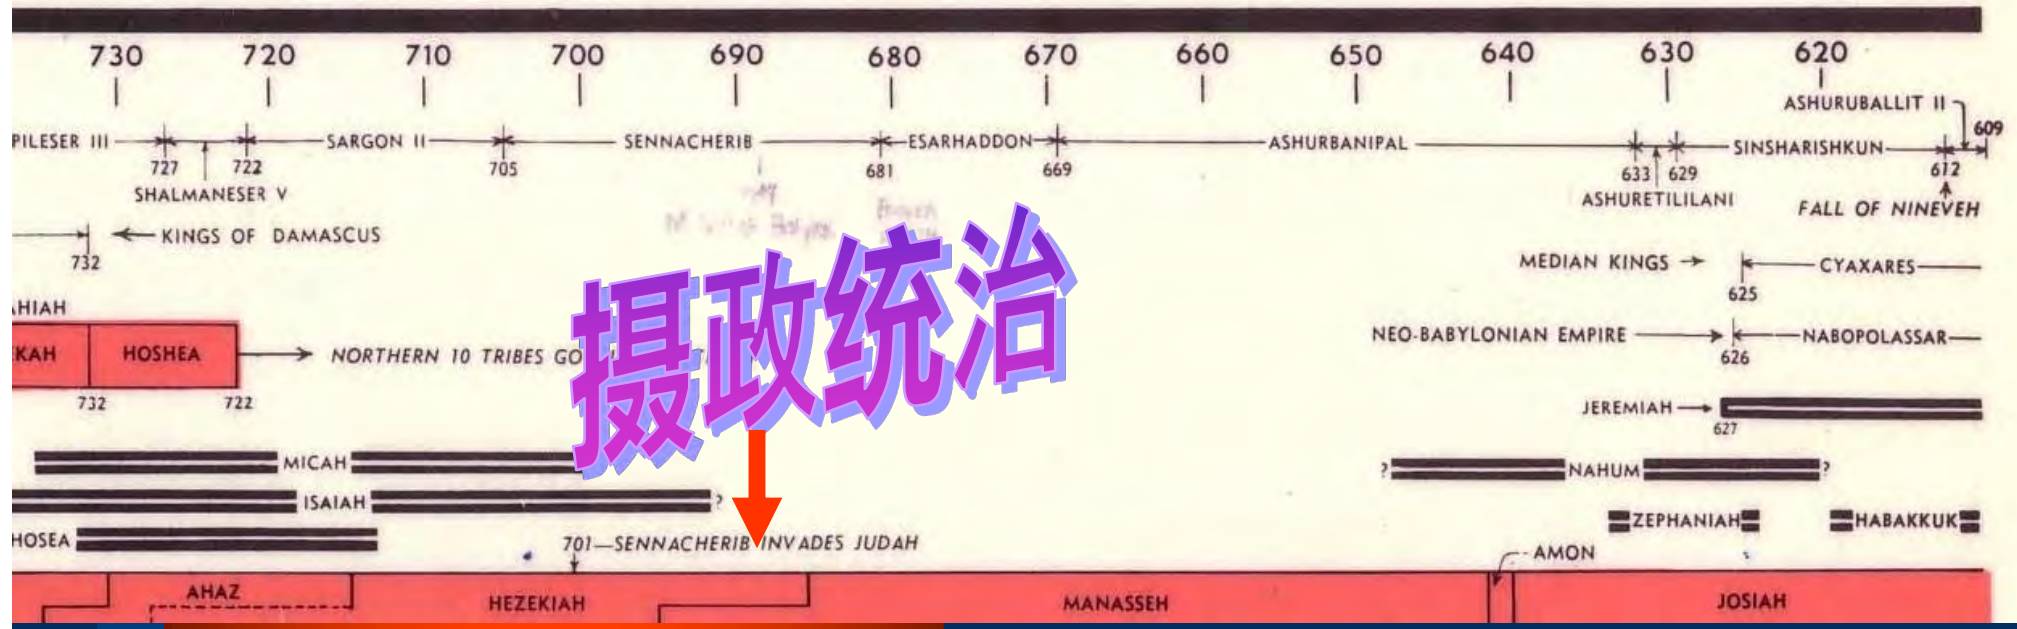 730 720 710 700 690 680 670 660 650 640 630 620
ASHURUBALLIT II
609
PILESER III SARGON II SENNACHERIB ESARHADDON ASHURBANIPAL SINSHARISHKUN
727 722 705 681 669 633 629 612
SHALMANESER V ASHURETILILANI FALL OF NINEVEH
KINGS OF DAMASCUS
732 MEDIAN KINGS CYAXARES
625
AHIAH
摄政统治
NEO-BABYLONIAN EMPIRE NABOPOLASSAR
626
KAH HOSHEA NORTHERN 10 TRIBES GO
732 722 JEREMIAH
627
MICAH ? NAHUM ?
ISAIAH ?
ZEPHANIAH HABAKKUK
HOSEA 701—SENNACHERIB INVADES JUDAH
AMON
AHAZ HEZEKIAH MANASSEH JOSIAH